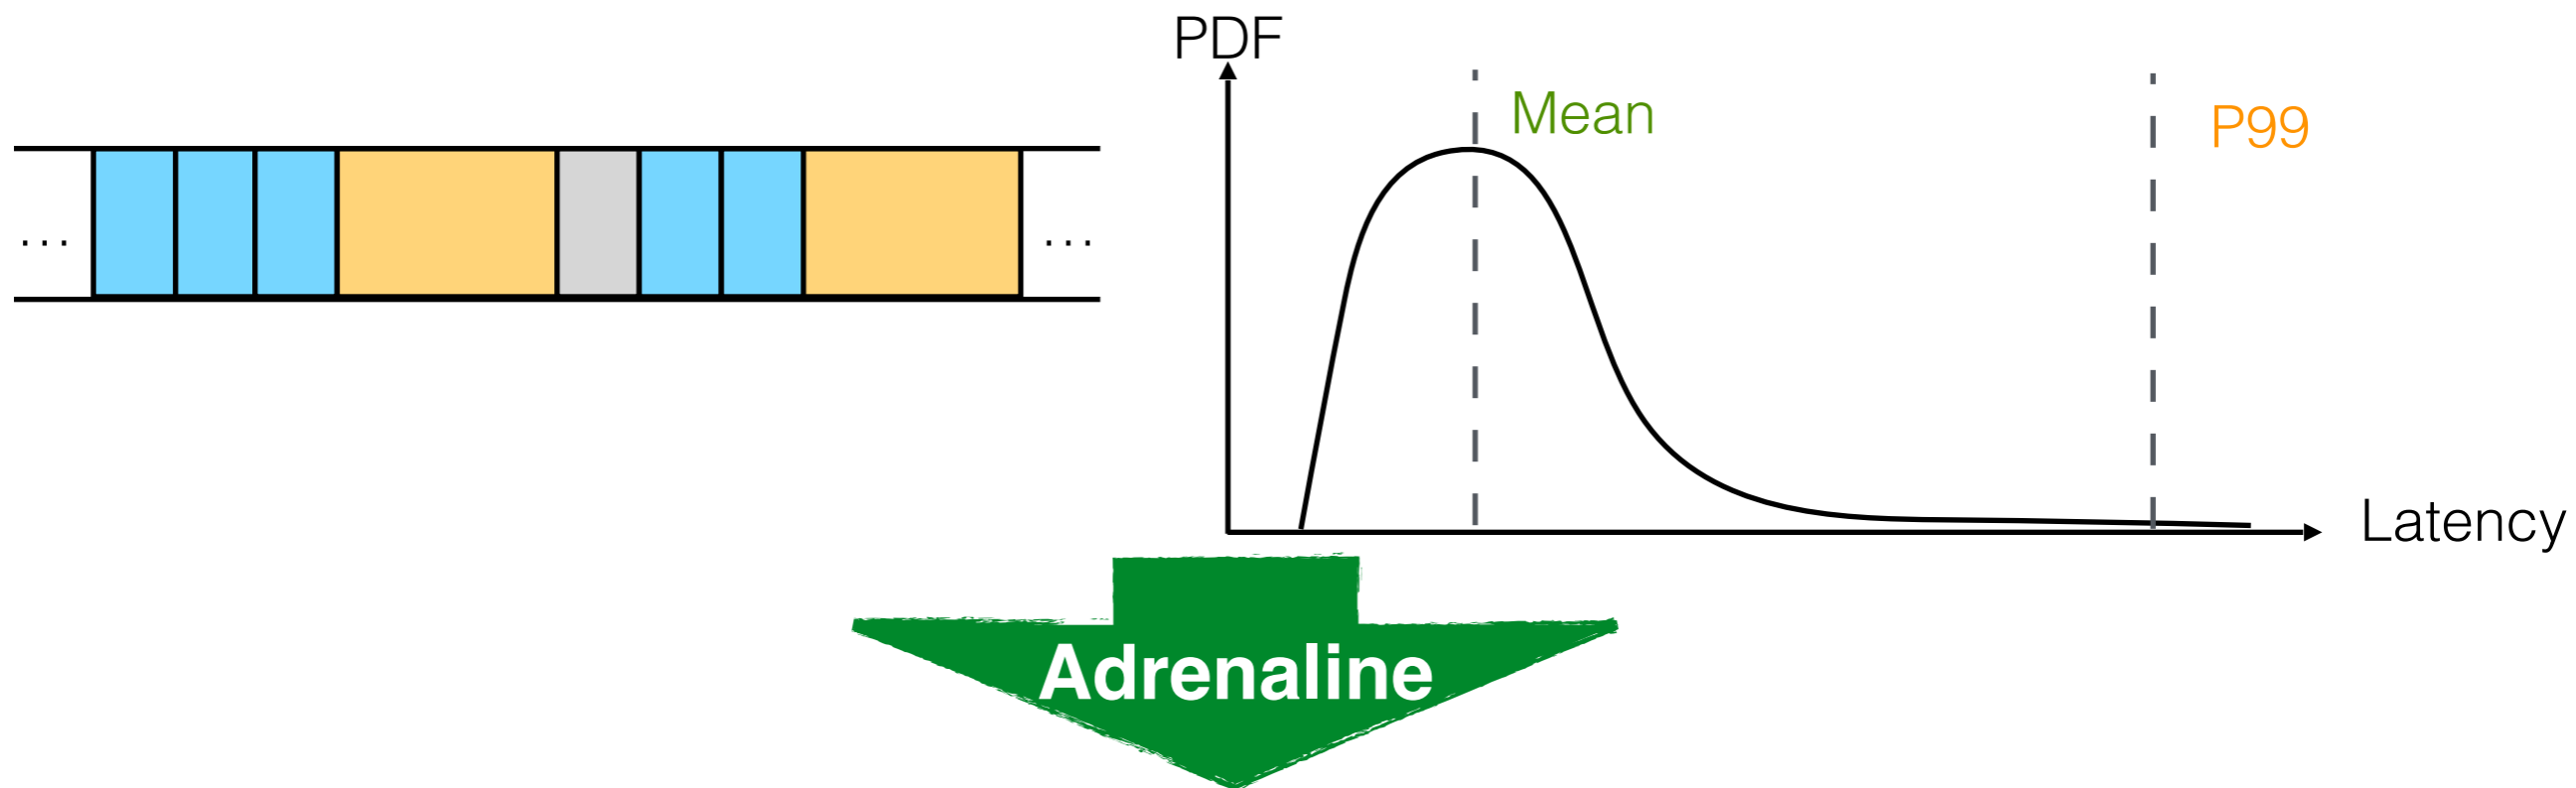 PDF
Mean
P99
...
...
Latency
Adrenaline